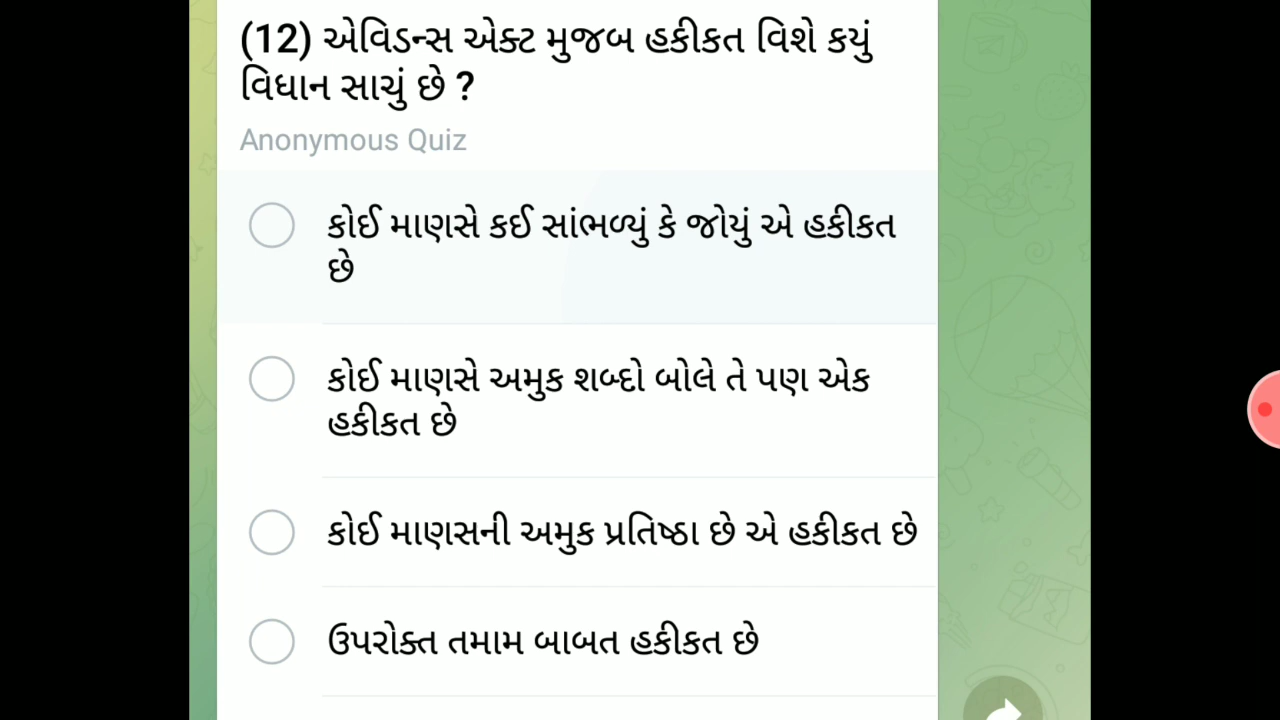 (12) એવિડન્સ એક્ટ મુજબ હકીકત વિશે કયું
વિધાન સાચું છે ?
Anonymous Quiz
કોઈ માણસે કઈ સાંભળ્યું કે જોયું એ હકીકત
છે
કોઈ માણસે અમુક શબ્દો બોલે તે પણ એક
હકીકત છે
કોઈ માણસની અમુક પ્રતિષ્ઠા છે એ હકીકત છે
ઉપરોક્ત તમામ બાબત હકીકત છે